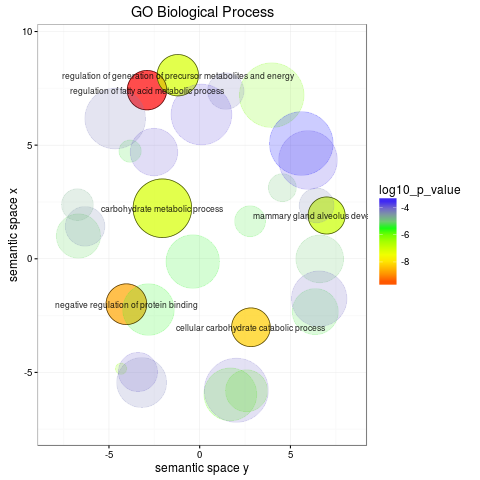 GO Biological Process
10
regulation of generation of precursor metabolites and energy
regulation of fatty acid metabolic process
5
log10_p_value
-4
carbohydrate metabolic process
mammary gland alveolus deve
-6
semantic space x
0
-8
negative regulation of protein binding
cellular carbohydrate catabolic process
-5
-5
0
5
semantic space y